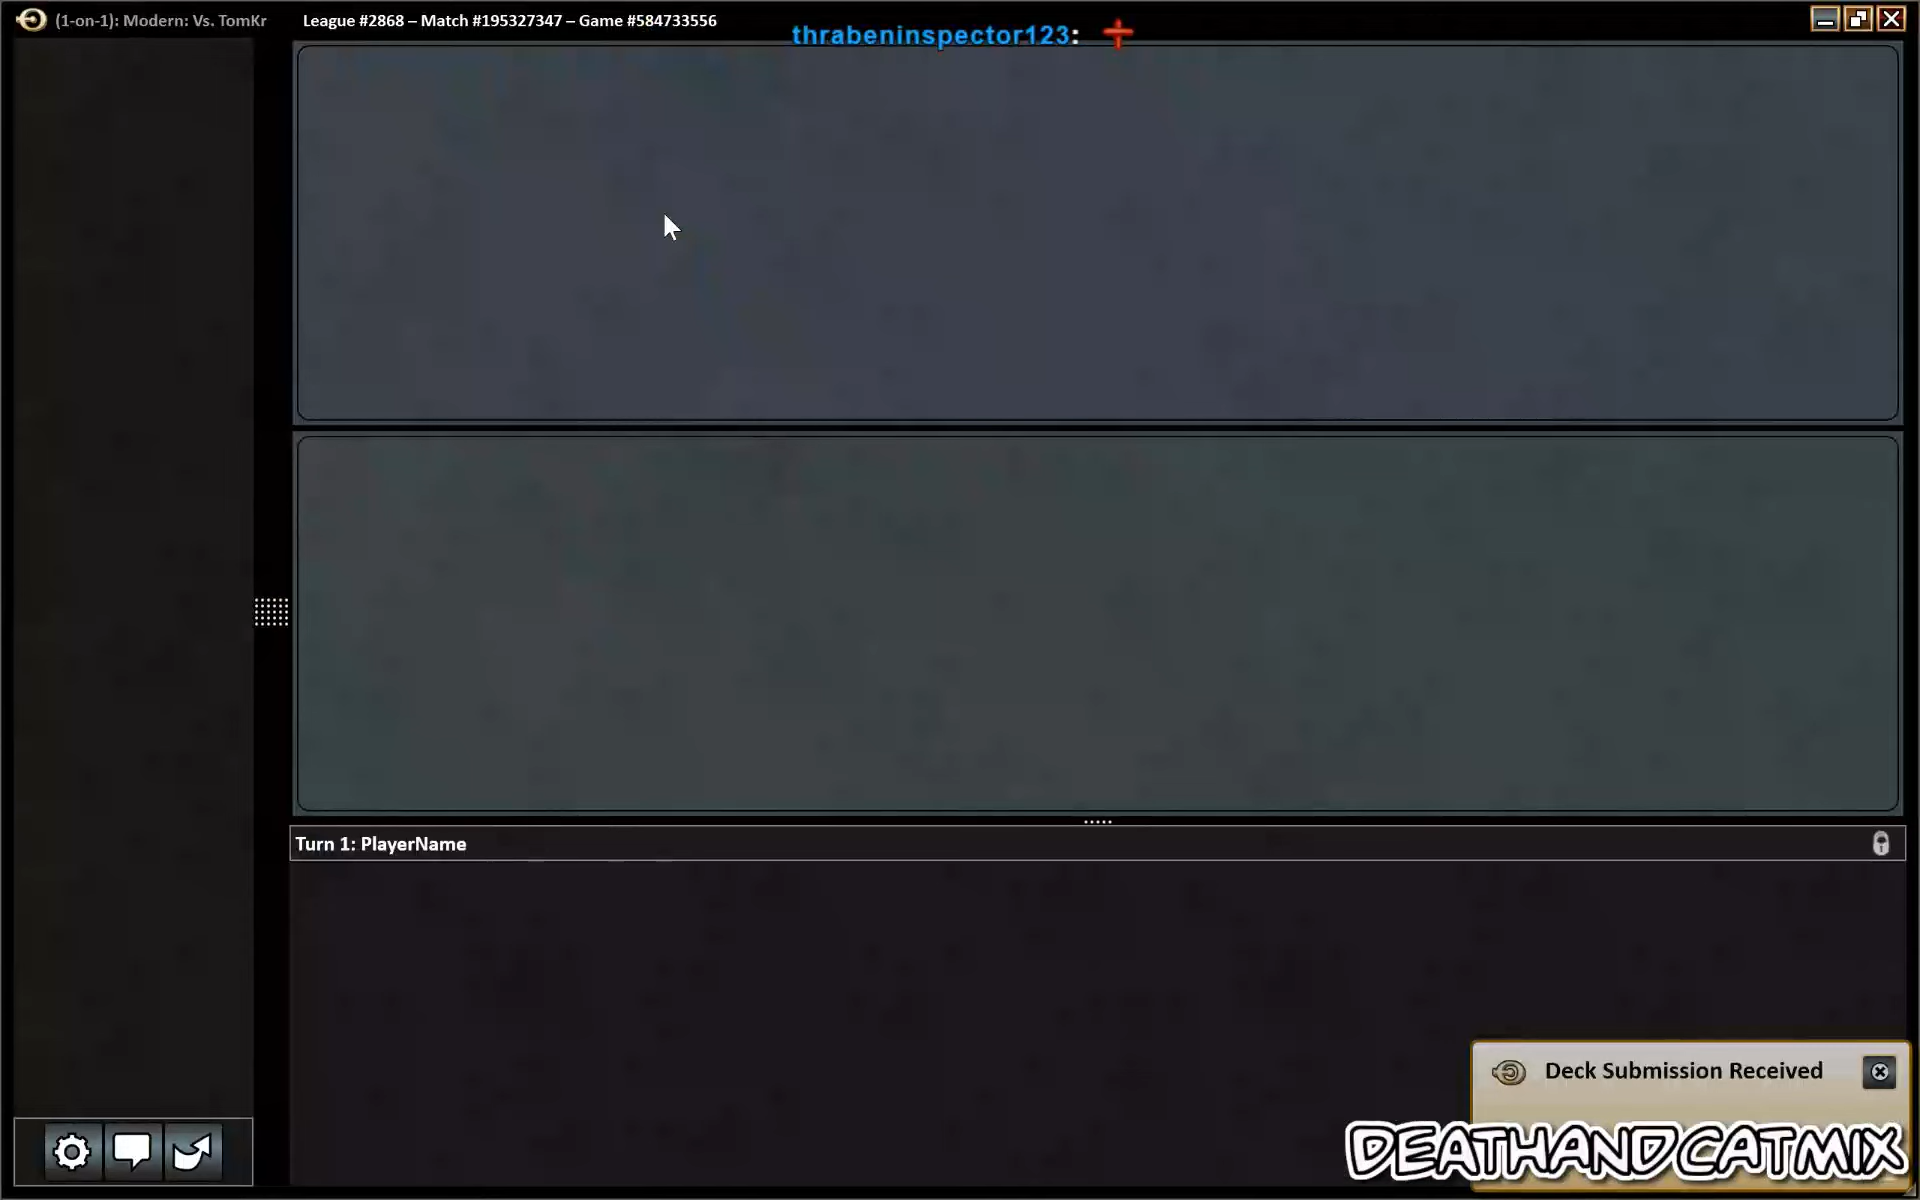 (1-on-1): Modern: Vs. TomKr
League #2868 – Match #195327347 – Game #584733556
thrabeninspector123:
Turn 1: PlayerName
Deck Submission Received
DEATHANDCATMIX